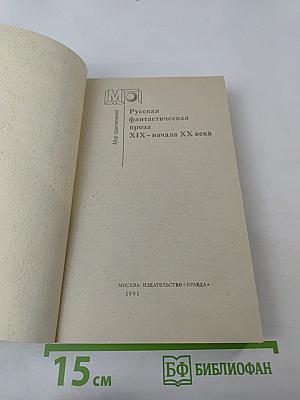 МП
Мир приключений
Русская
фантастическая
проза
XIX – начала XX века
МОСКВА · ИЗДАТЕЛЬСТВО «ПРАВДА»
1991
15 см
БФ БИБЛИОФАН